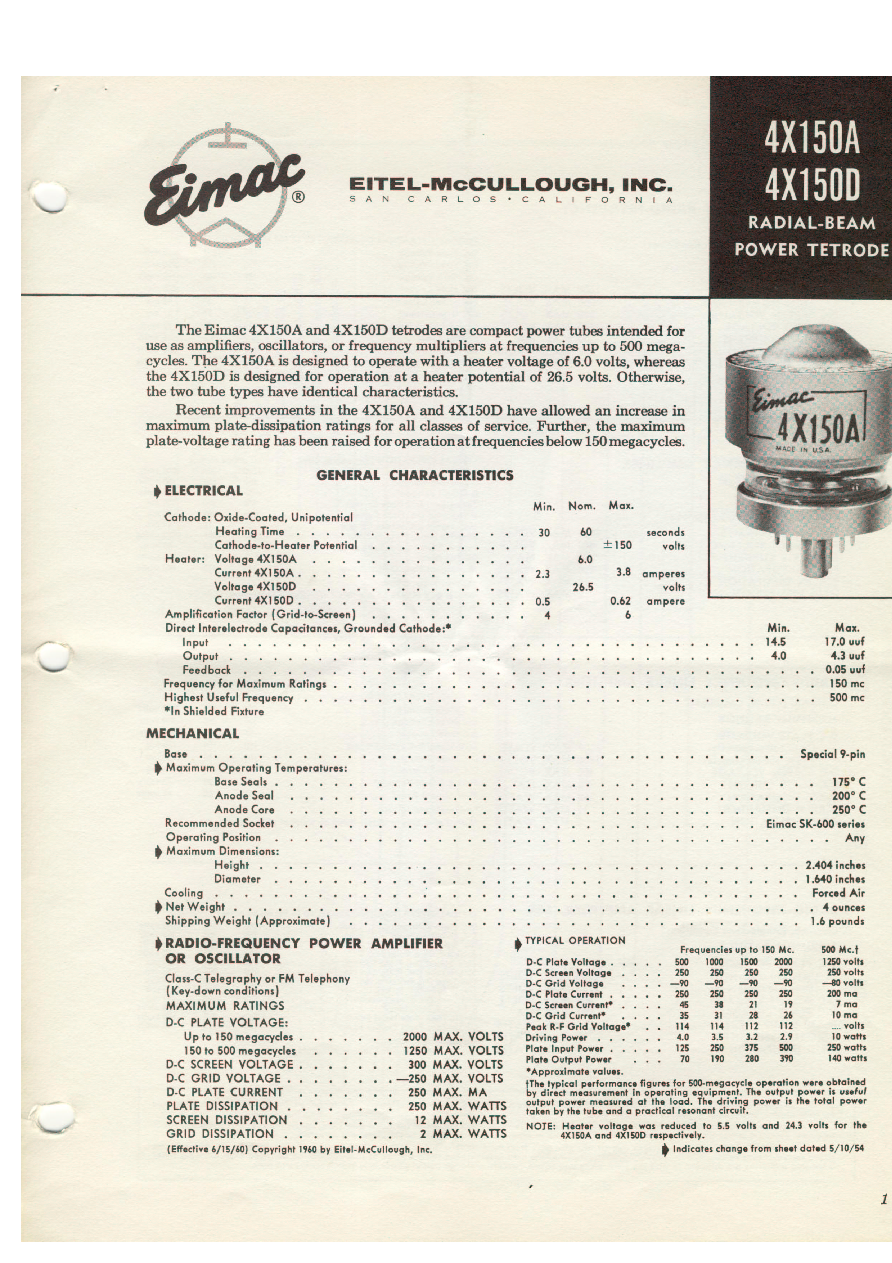 4X150A
4X150D
RADIAL-BEAM
POWER TETRODE
Eimac
®
EITEL-McCULLOUGH, INC.
SAN CARLOS • CALIFORNIA
The Eimac 4X150A and 4X150D tetrodes are compact power tubes intended for
use as amplifiers, oscillators, or frequency multipliers at frequencies up to 500 mega-
cycles. The 4X150A is designed to operate with a heater voltage of 6.0 volts, whereas
the 4X150D is designed for operation at a heater potential of 26.5 volts. Otherwise,
the two tube types have identical characteristics.
Recent improvements in the 4X150A and 4X150D have allowed an increase in
maximum plate-dissipation ratings for all classes of service. Further, the maximum
plate-voltage rating has been raised for operation at frequencies below 150 megacycles.
Eimac
4X150A
MADE IN U.S.A.
GENERAL CHARACTERISTICS
ELECTRICAL
Min. Nom. Max.
Cathode: Oxide-Coated, Unipotential
Heating Time . . . . . . . . . . . . . . . . 30 60 seconds
Cathode-to-Heater Potential . . . . . . . . . . . ±150 volts
Heater: Voltage 4X150A . . . . . . . . . . . . . . . 6.0
Current 4X150A . . . . . . . . . . . . . . . . 2.3 3.8 amperes
Voltage 4X150D . . . . . . . . . . . . . . . 26.5 volts
Current 4X150D . . . . . . . . . . . . . . . . 0.5 0.62 ampere
Amplification Factor (Grid-to-Screen) . . . . . . . . . . . 4 6
Direct Interelectrode Capacitances, Grounded Cathode:* Min. Max.
Input . . . . . . . . . . . . . . . . . . . . 14.5 17.0 uuf
Output . . . . . . . . . . . . . . . . . . . . 4.0 4.3 uuf
Feedback . . . . . . . . . . . . . . . . . . . . 0.05 uuf
Frequency for Maximum Ratings . . . . . . . . . . . . . . . . . . . . 150 mc
Highest Useful Frequency . . . . . . . . . . . . . . . . . . . . 500 mc
*In Shielded Fixture
MECHANICAL
Base . . . . . . . . . . . . . . . . . . . . Special 9-pin
Maximum Operating Temperatures:
Base Seals . . . . . . . . . . . . . . . . . . . . 175° C
Anode Seal . . . . . . . . . . . . . . . . . . . . 200° C
Anode Core . . . . . . . . . . . . . . . . . . . . 250° C
Recommended Socket . . . . . . . . . . . . . . . . . . . . Eimac SK-600 series
Operating Position . . . . . . . . . . . . . . . . . . . . Any
Maximum Dimensions:
Height . . . . . . . . . . . . . . . . . . . . 2.404 inches
Diameter . . . . . . . . . . . . . . . . . . . . 1.640 inches
Cooling . . . . . . . . . . . . . . . . . . . . Forced Air
Net Weight . . . . . . . . . . . . . . . . . . . . 4 ounces
Shipping Weight (Approximate) . . . . . . . . . . . . . . . . . . . . 1.6 pounds
RADIO-FREQUENCY POWER AMPLIFIER
OR OSCILLATOR
Class-C Telegraphy or FM Telephony
(Key-down conditions)
MAXIMUM RATINGS
D-C PLATE VOLTAGE:
Up to 150 megacycles . . . . . . . 2000 MAX. VOLTS
150 to 500 megacycles . . . . . . 1250 MAX. VOLTS
D-C SCREEN VOLTAGE . . . . . . . 300 MAX. VOLTS
D-C GRID VOLTAGE . . . . . . . . —250 MAX. VOLTS
D-C PLATE CURRENT . . . . . . . 250 MAX. MA
PLATE DISSIPATION . . . . . . . . 250 MAX. WATTS
SCREEN DISSIPATION . . . . . . . 12 MAX. WATTS
GRID DISSIPATION . . . . . . . . 2 MAX. WATTS
(Effective 6/15/60) Copyright 1960 by Eitel-McCullough, Inc.
TYPICAL OPERATION
Frequencies up to 150 Mc. 500 Mc.†
D-C Plate Voltage . . . . . 500 1000 1500 2000 1250 volts
D-C Screen Voltage . . . . 250 250 250 250 250 volts
D-C Grid Voltage . . . . —90 —90 —90 —90 —80 volts
D-C Plate Current . . . . . 250 250 250 250 200 ma
D-C Screen Current* . . . . 45 38 21 19 7 ma
D-C Grid Current* . . . . 35 31 28 26 10 ma
Peak R-F Grid Voltage* . . 114 114 112 112 .... volts
Driving Power . . . . . . 4.0 3.5 3.2 2.9 10 watts
Plate Input Power . . . . . 125 250 375 500 250 watts
Plate Output Power . . . 70 190 280 390 140 watts
*Approximate values.
†The typical performance figures for 500-megacycle operation were obtained
by direct measurement in operating equipment. The output power is useful
output power measured at the load. The driving power is the total power
taken by the tube and a practical resonant circuit.
NOTE: Heater voltage was reduced to 5.5 volts and 24.3 volts for the
4X150A and 4X150D respectively.
Indicates change from sheet dated 5/10/54
1